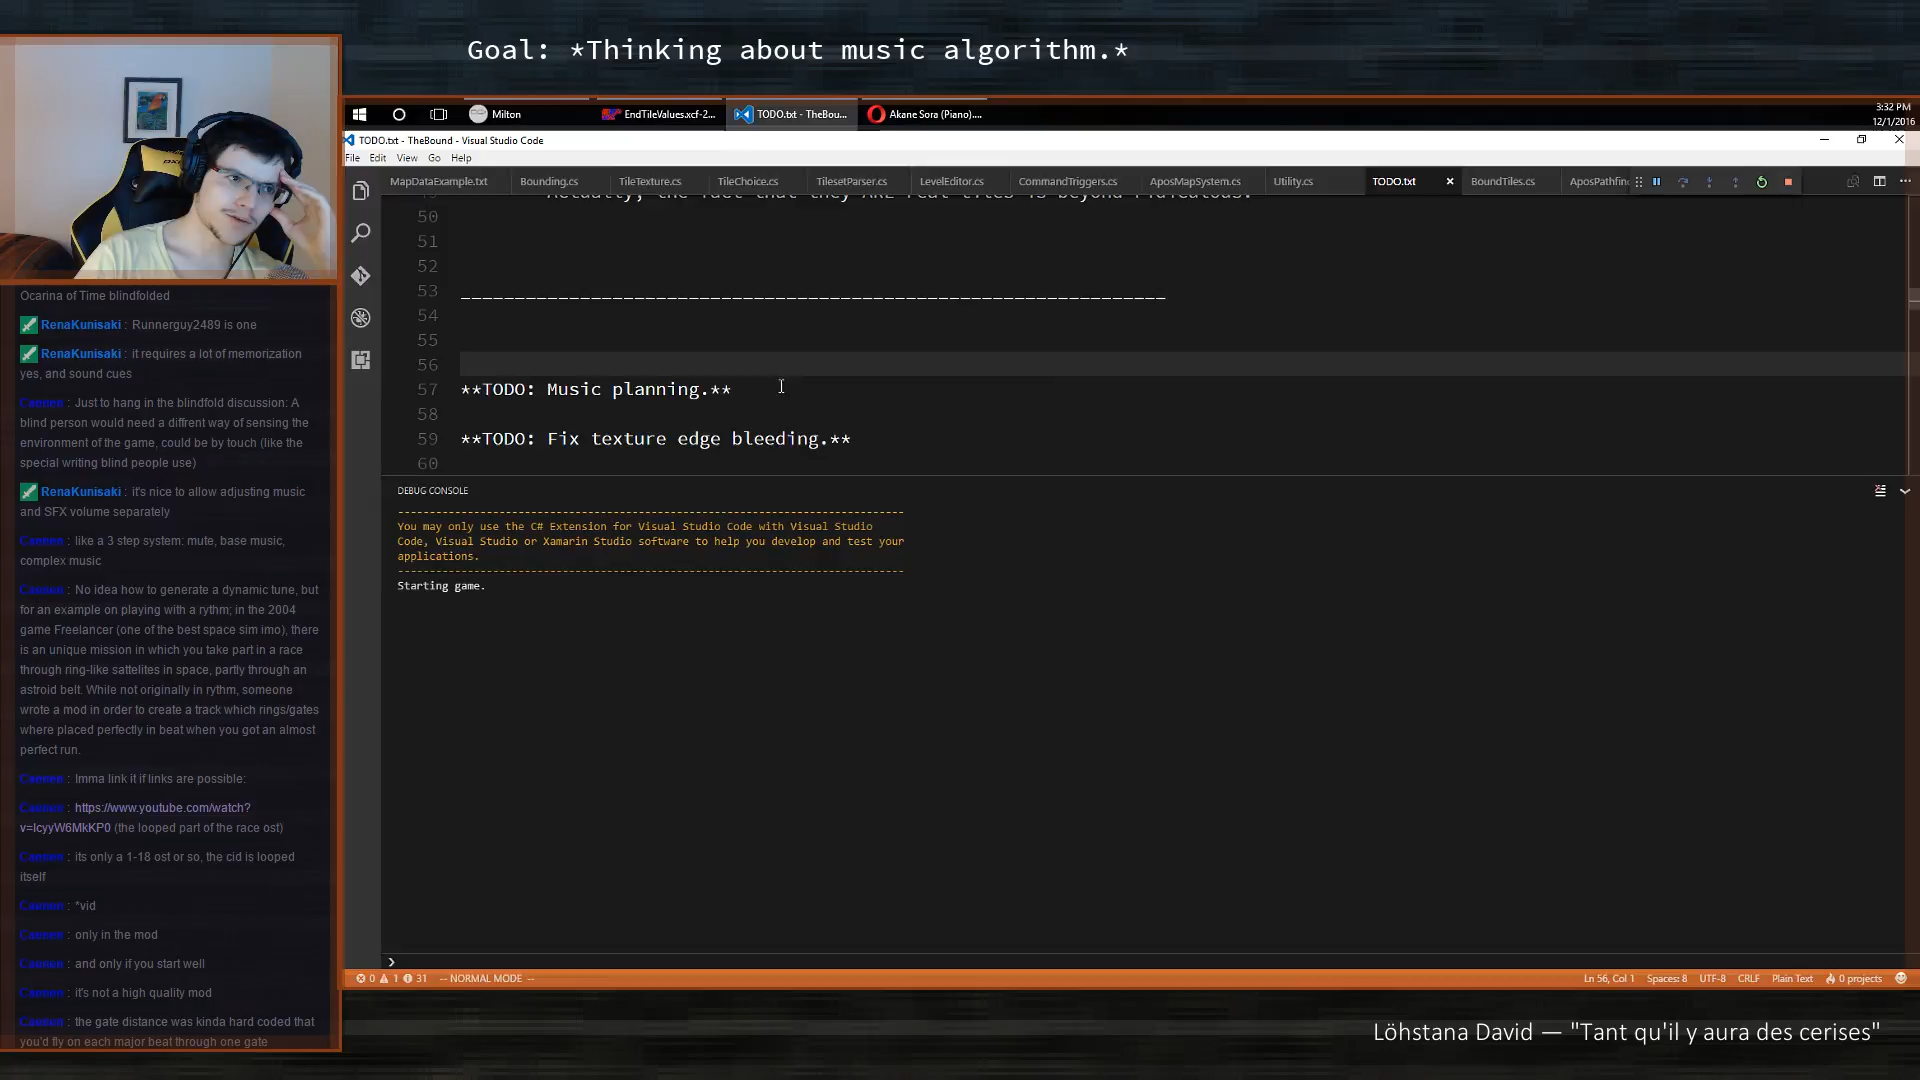 Goal: *Thinking about music algorithm.*
Milton
EndTileValues.xcf-2...
TODO.txt - TheBou...
Akane Sora (Piano)....
3:32 PM
12/1/2016
TODO.txt - TheBound - Visual Studio Code
File Edit View Go Help
MapDataExample.txt Bounding.cs TileTexture.cs TileChoice.cs TilesetParser.cs LevelEditor.cs CommandTriggers.cs AposMapSystem.cs Utility.cs TODO.txt BoundTiles.cs AposPathfin
Actually, the fact that they ARE real tiles is beyond ridiculous.
50
51
52
53 _________________________________________________________________
54
55
56
57 **TODO: Music planning.**
58
59 **TODO: Fix texture edge bleeding.**
60
DEBUG CONSOLE
You may only use the C# Extension for Visual Studio Code with Visual Studio
Code, Visual Studio or Xamarin Studio software to help you develop and test your
applications.
Starting game.
0 1 31 -- NORMAL MODE --
Ln 56, Col 1 Spaces: 8 UTF-8 CRLF Plain Text 0 projects
Ocarina of Time blindfolded
RenaKunisaki : Runnerguy2489 is one
RenaKunisaki : it requires a lot of memorization
yes, and sound cues
: Just to hang in the blindfold discussion: A
blind person would need a diffrent way of sensing the
environment of the game, could be by touch (like the
special writing blind people use)
RenaKunisaki : it's nice to allow adjusting music
and SFX volume separately
: like a 3 step system: mute, base music,
complex music
: No idea how to generate a dynamic tune, but
for an example on playing with a rythm; in the 2004
game Freelancer (one of the best space sim imo), there
is an unique mission in which you take part in a race
through ring-like sattelites in space, partly through an
astroid belt. While not originally in rythm, someone
wrote a mod in order to create a track which rings/gates
where placed perfectly in beat when you got an almost
perfect run.
: Imma link it if links are possible:
: https://www.youtube.com/watch?
v=IcyyW6MkKP0 (the looped part of the race ost)
: its only a 1-18 ost or so, the cid is looped
itself
: *vid
: only in the mod
: and only if you start well
: it's not a high quality mod
: the gate distance was kinda hard coded that
you'd fly on each major beat through one gate
Löhstana David — "Tant qu'il y aura des cerises"